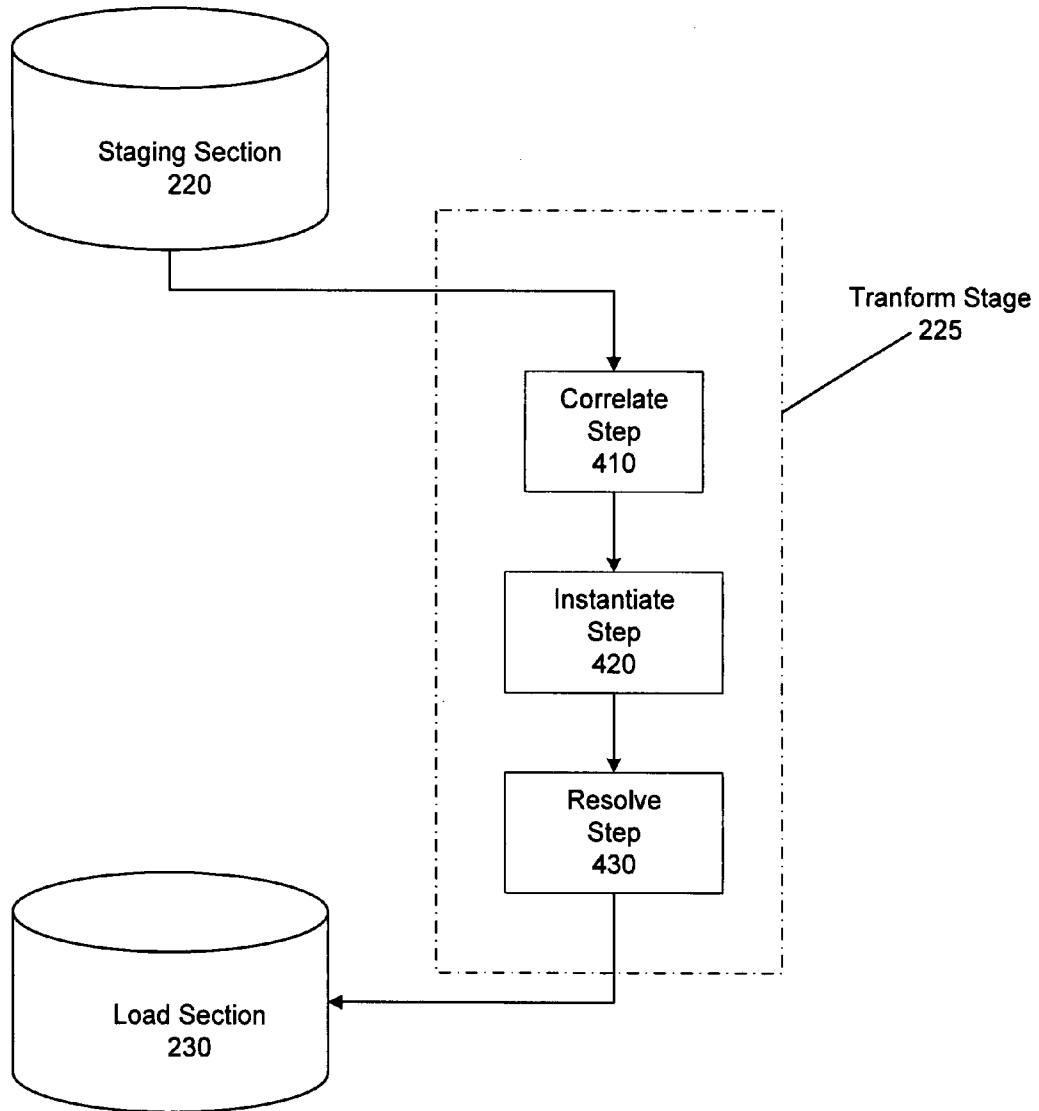 Staging Section
220
Tranform Stage
225
Correlate
Step
410
Instantiate
Step
420
Resolve
Step
430
Load Section
230